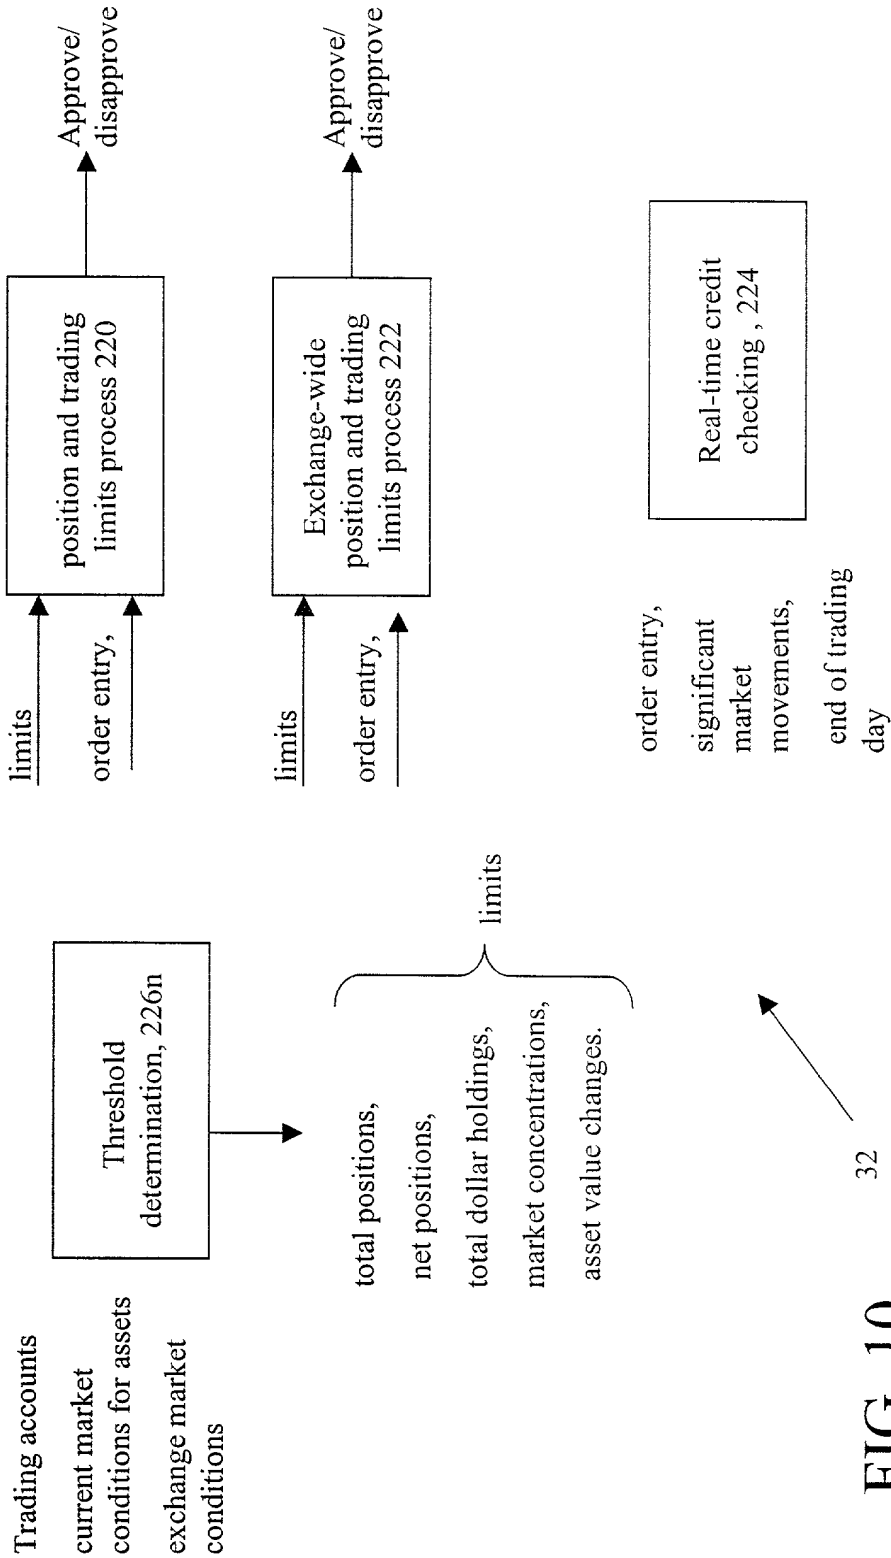 Trading accounts
current market
conditions for assets
exchange market
conditions
Threshold
determination, 226n
total positions,
net positions,
total dollar holdings,
market concentrations,
asset value changes.
limits
limits
order entry,
position and trading
limits process 220
Approve/
disapprove
limits
order entry,
Exchange-wide
position and trading
limits process 222
Approve/
disapprove
order entry,
significant
market
movements,
end of trading
day
Real-time credit
checking , 224
32
FIG. 10